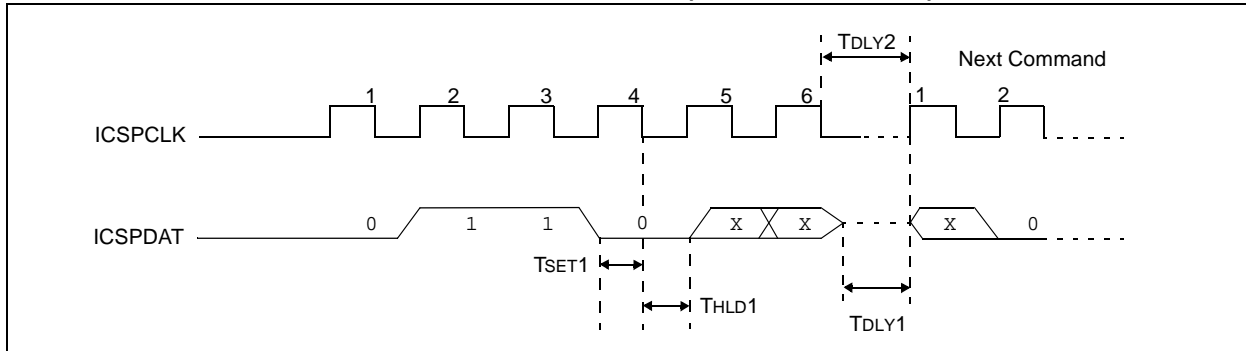 TDLY2
Next Command
1 2 3 4 5 6 1 2
ICSPCLK
ICSPDAT
0 1 1 0 X X X 0
TSET1
THLD1
TDLY1